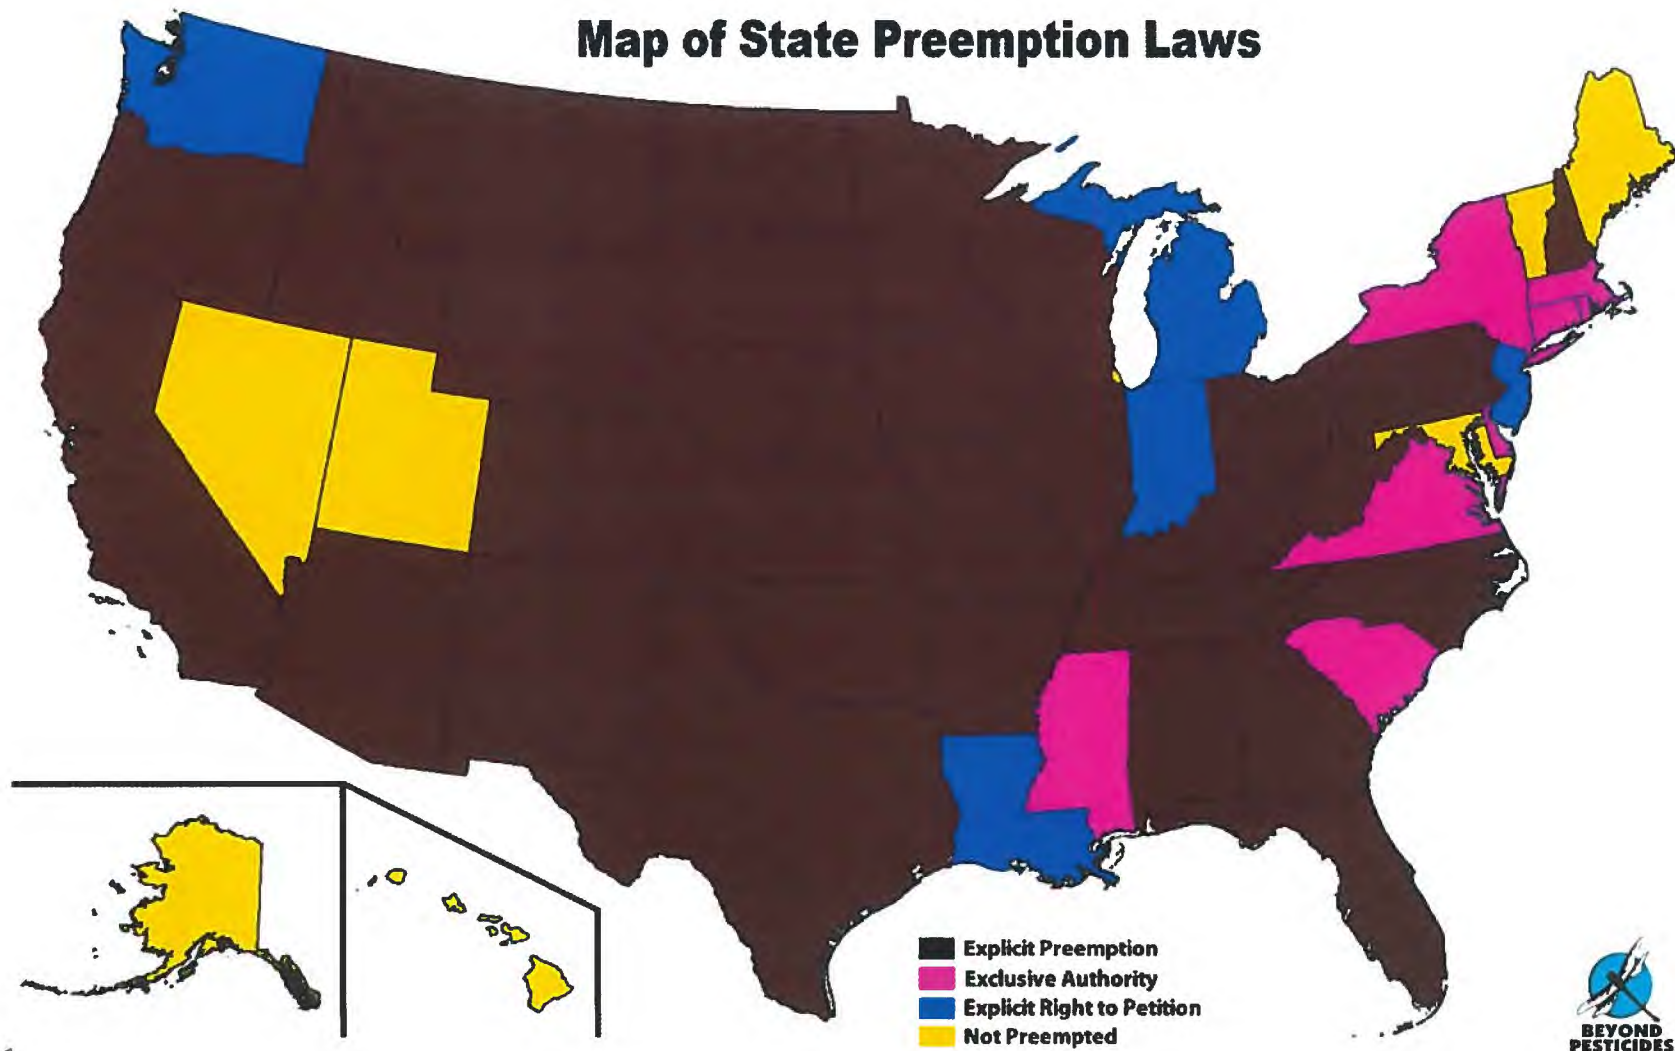 Map of State Preemption Laws
Explicit Preemption
Exclusive Authority
Explicit Right to Petition
Not Preempted
BEYOND
PESTICIDES